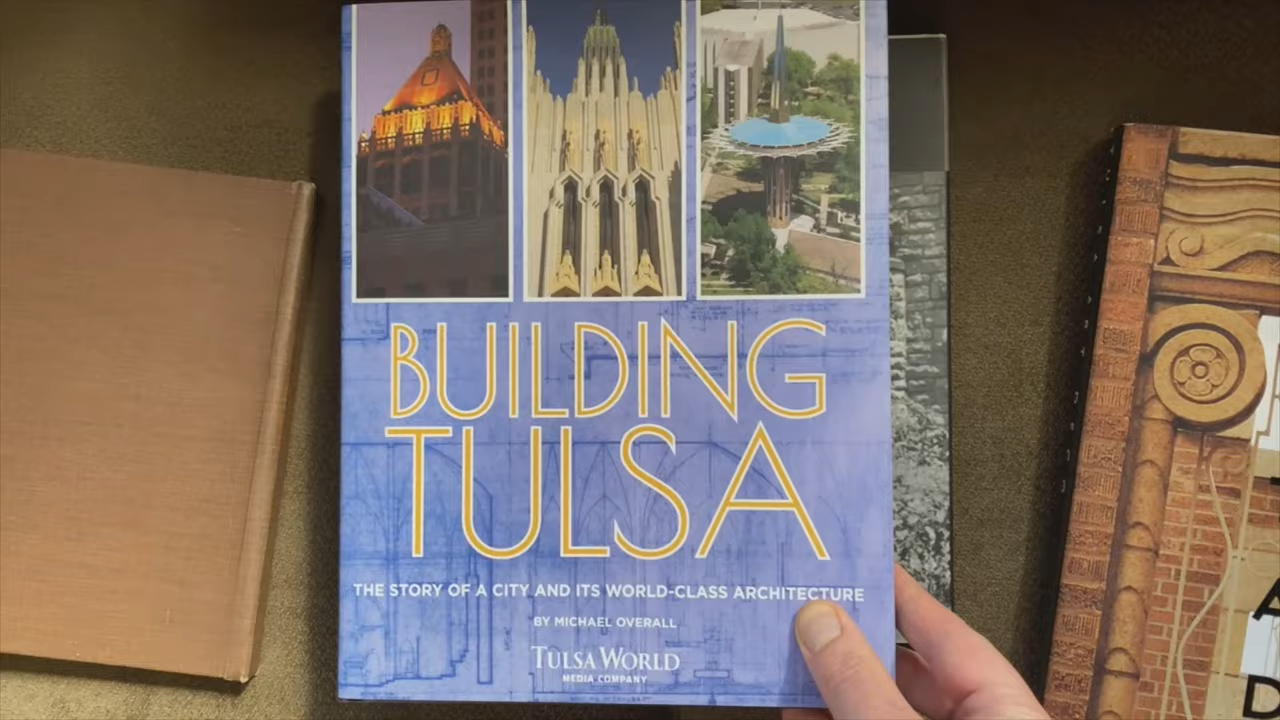 BUILDING
TULSA
THE STORY OF A CITY AND ITS WORLD-CLASS ARCHITECTURE
BY MICHAEL OVERALL
TULSA WORLD
MEDIA COMPANY
A
D